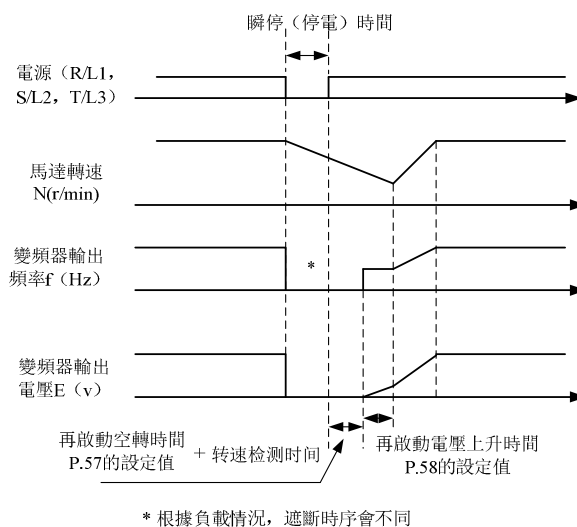 瞬停（停電）時間
電源（R/L1，
S/L2，T/L3）
馬達轉速
N(r/min)
變頻器輸出
頻率f（Hz）
*
變頻器輸出
電壓E（v）
再啟動空轉時間
P.57的設定值
+ 转速检测时间
再啟動電壓上升時間
P.58的設定值
* 根據負載情況，遮斷時序會不同